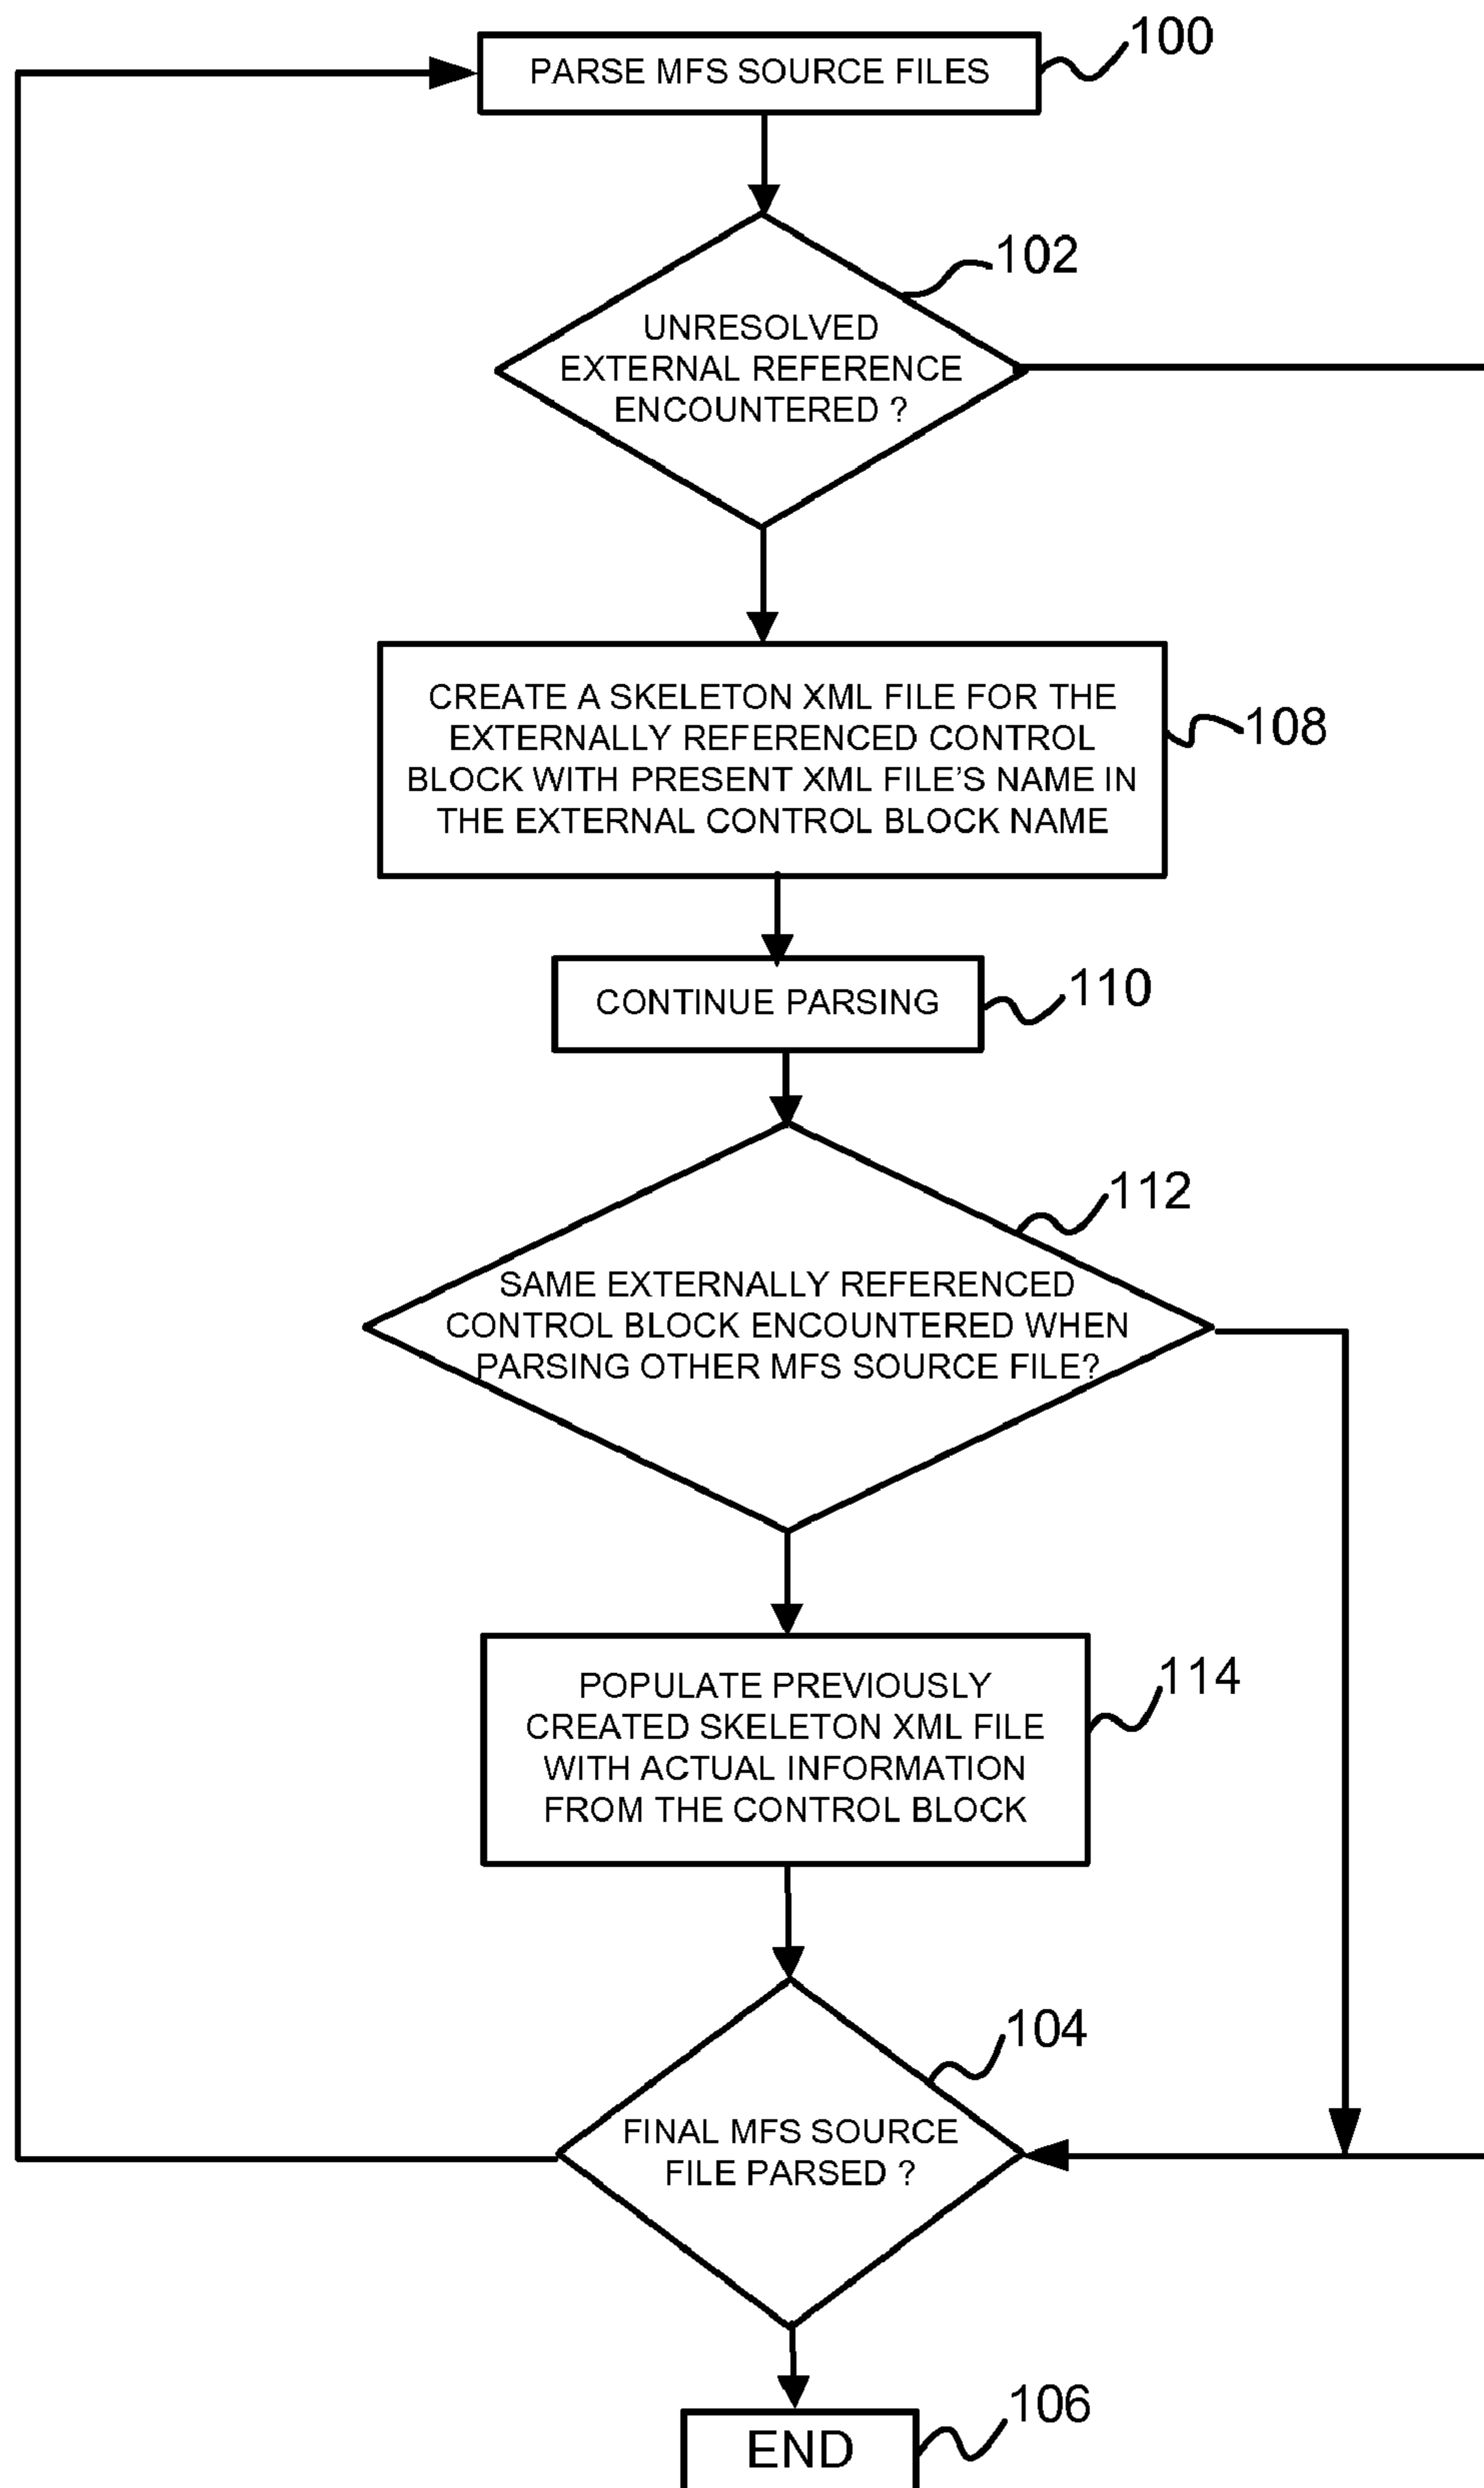 PARSE MFS SOURCE FILES
100
102
UNRESOLVED
EXTERNAL REFERENCE
ENCOUNTERED ?
CREATE A SKELETON XML FILE FOR THE
EXTERNALLY REFERENCED CONTROL
BLOCK WITH PRESENT XML FILE'S NAME IN
THE EXTERNAL CONTROL BLOCK NAME
108
CONTINUE PARSING
110
112
SAME EXTERNALLY REFERENCED
CONTROL BLOCK ENCOUNTERED WHEN
PARSING OTHER MFS SOURCE FILE?
POPULATE PREVIOUSLY
CREATED SKELETON XML FILE
WITH ACTUAL INFORMATION
FROM THE CONTROL BLOCK
114
104
FINAL MFS SOURCE
FILE PARSED ?
END
106